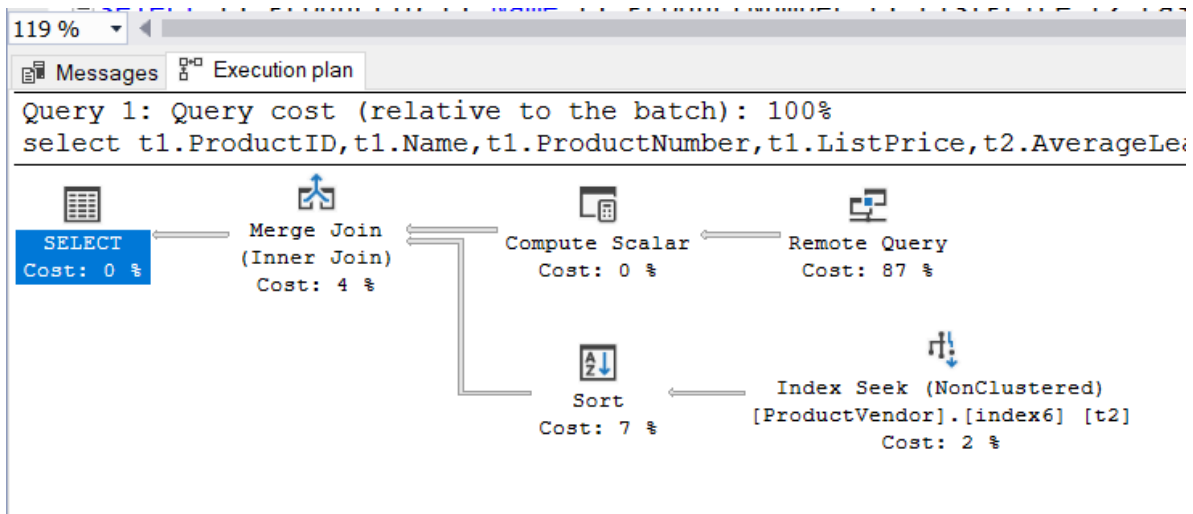 119 %
Messages Execution plan
Query 1: Query cost (relative to the batch): 100%
select t1.ProductID,t1.Name,t1.ProductNumber,t1.ListPrice,t2.AverageLea
SELECT
Cost: 0 %
Merge Join
(Inner Join)
Cost: 4 %
Compute Scalar
Cost: 0 %
Remote Query
Cost: 87 %
Sort
Cost: 7 %
Index Seek (NonClustered)
[ProductVendor].[index6] [t2]
Cost: 2 %